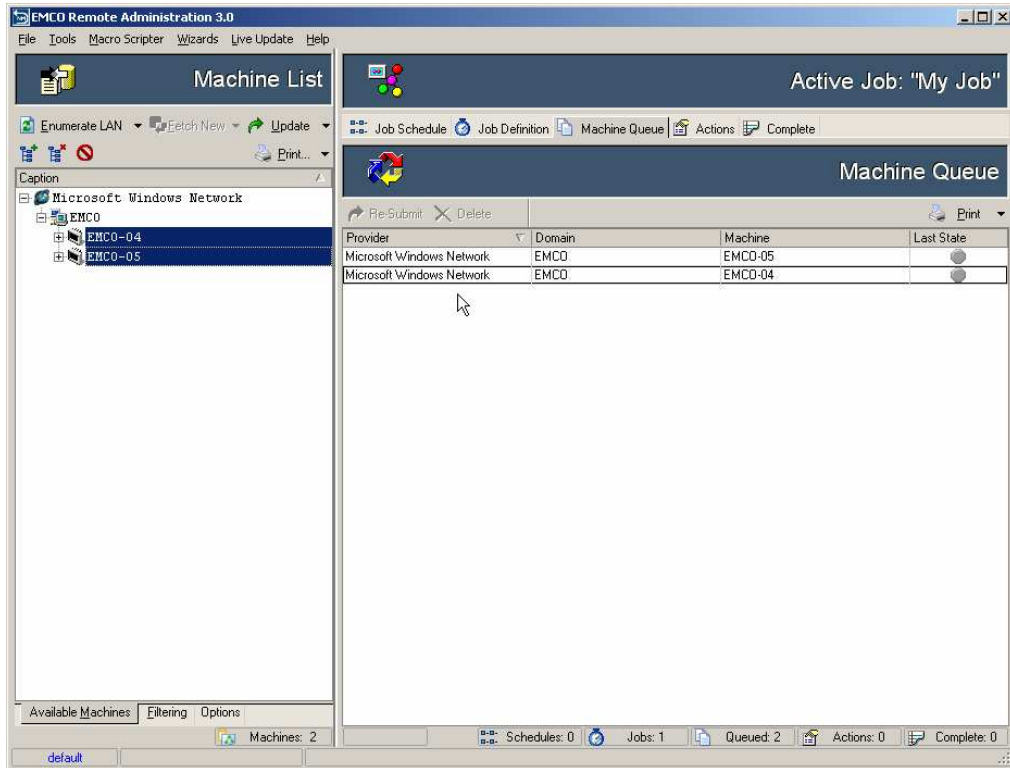 EMCO Remote Administration 3.0
File Tools Macro Scripter Wizards Live Update Help
Machine List
Active Job: "My Job"
Enumerate LAN Fetch New Update
Job Schedule Job Definition Machine Queue Actions Complete
Print...
Machine Queue
Caption
Microsoft Windows Network
EMCO
EMCO-04
EMCO-05
Re-Submit Delete Print
Provider Domain Machine Last State
Microsoft Windows Network EMCO EMCO-05
Microsoft Windows Network EMCO EMCO-04
Available Machines Filtering Options
Machines: 2
Schedules: 0 Jobs: 1 Queued: 2 Actions: 0 Complete: 0
default